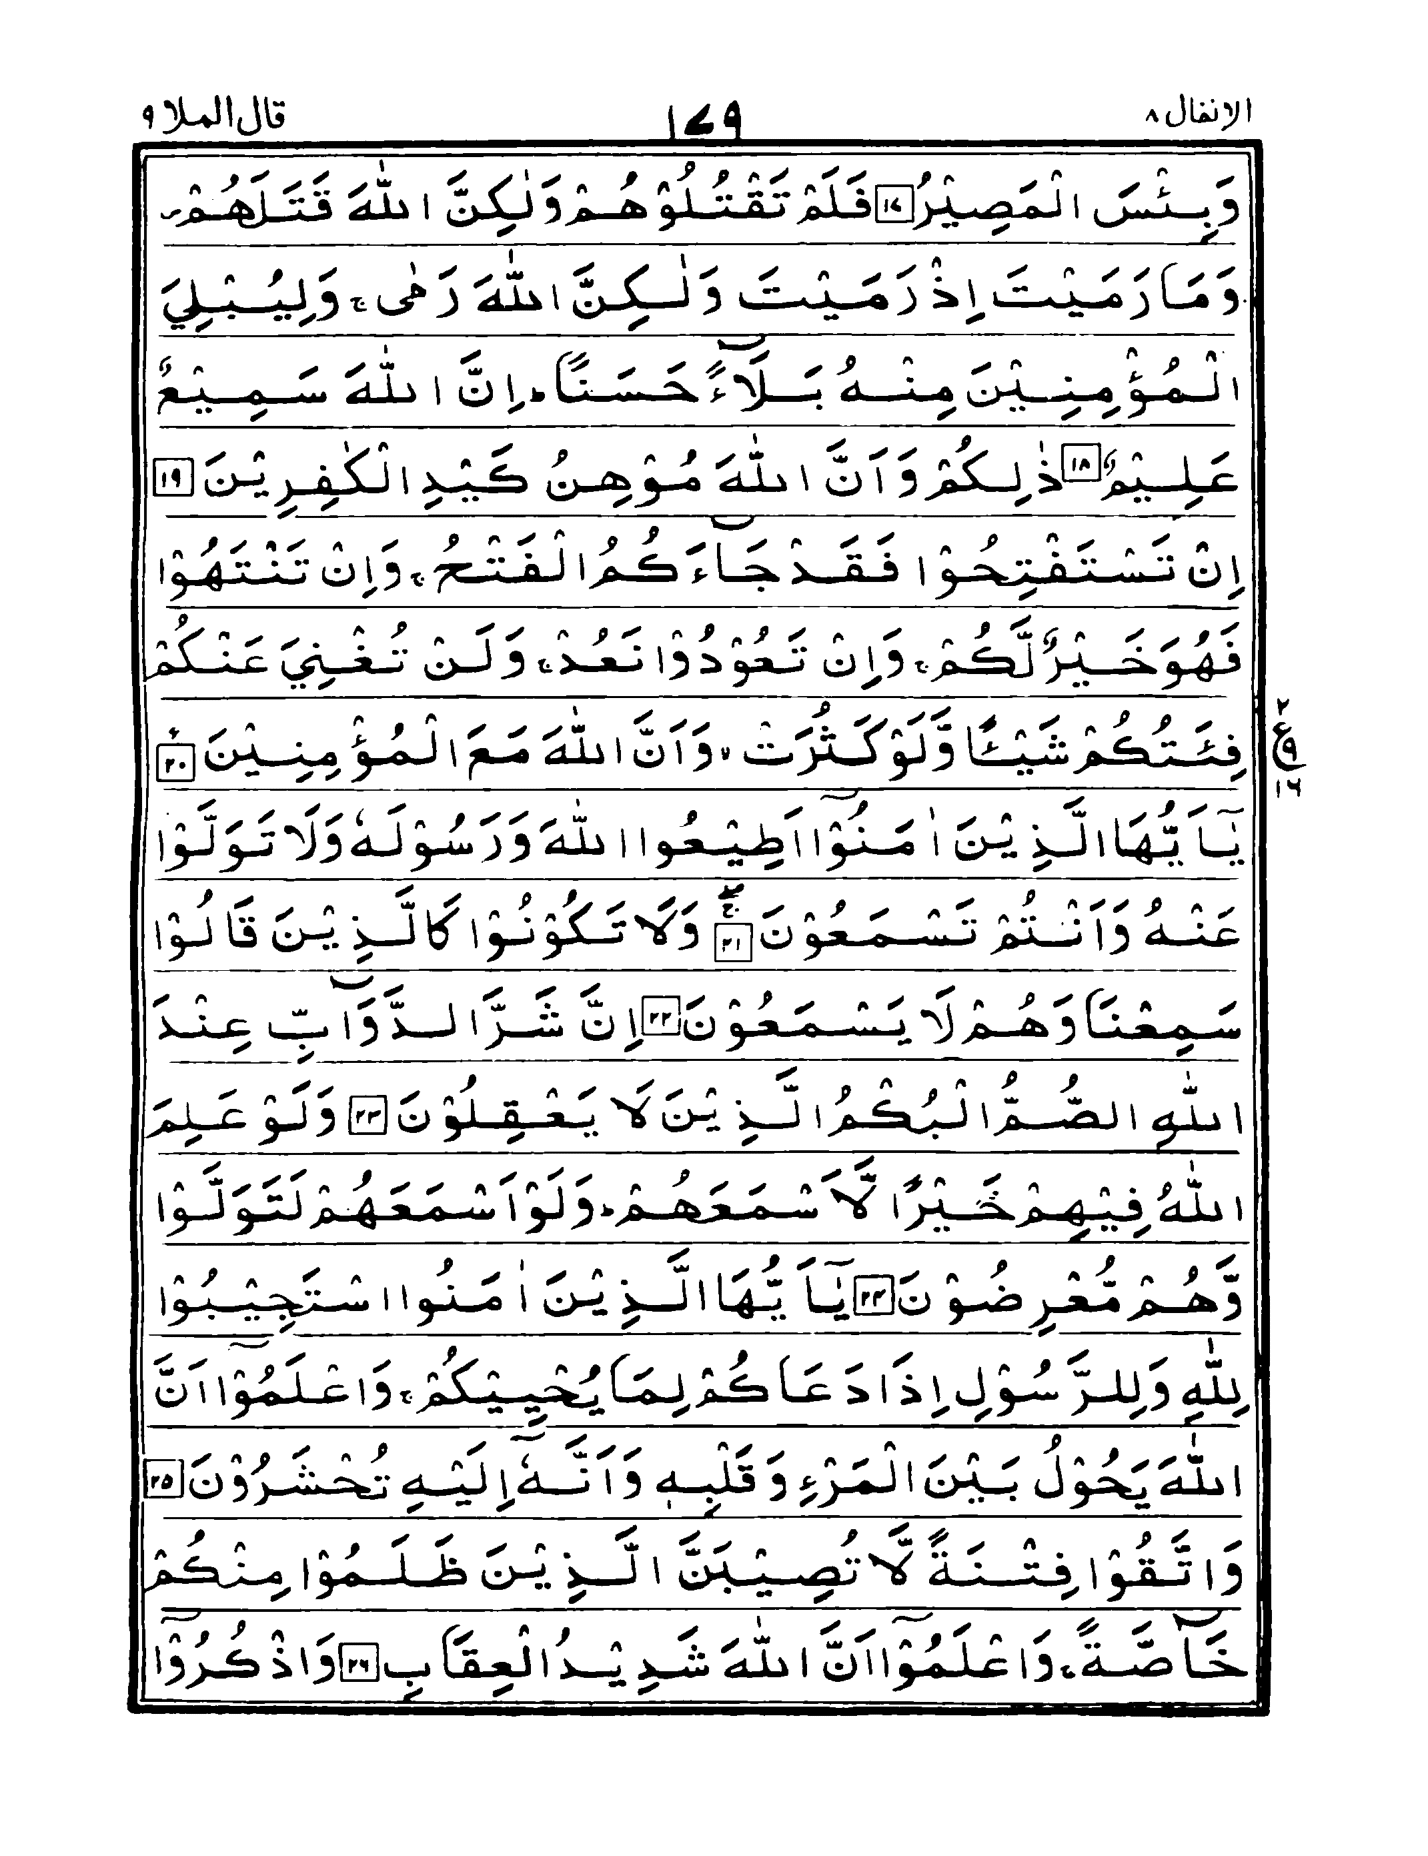 الانفال ٨
١٧٩
قال الملا ٩
وَبِئْسَ الْمَصِيْرُ ١٧ فَلَمْ تَقْتُلُوْهُمْ وَلٰكِنَّ اللّٰهَ قَتَلَهُمْ ص
وَمَا رَمَيْتَ اِذْ رَمَيْتَ وَلٰكِنَّ اللّٰهَ رَمٰى ج وَلِيُبْلِيَ
الْمُؤْمِنِيْنَ مِنْهُ بَلَآءً حَسَنًا ط اِنَّ اللّٰهَ سَمِيْعٌ
عَلِيْمٌ ١٨ ذٰلِكُمْ وَاَنَّ اللّٰهَ مُوْهِنُ كَيْدِ الْكٰفِرِيْنَ ١٩
اِنْ تَسْتَفْتِحُوْا فَقَدْ جَآءَكُمُ الْفَتْحُ ج وَاِنْ تَنْتَهُوْا
فَهُوَ خَيْرٌ لَّكُمْ ج وَاِنْ تَعُوْدُوْا نَعُدْ ج وَلَنْ تُغْنِيَ عَنْكُمْ
فِئَتُكُمْ شَيْـًٔا وَّلَوْ كَثُرَتْ لا وَاَنَّ اللّٰهَ مَعَ الْمُؤْمِنِيْنَ ٢٠
٢
ع ٩
١٦
يٰٓاَيُّهَا الَّذِيْنَ اٰمَنُوْٓا اَطِيْعُوا اللّٰهَ وَرَسُوْلَهٗ وَلَا تَوَلَّوْا
عَنْهُ وَاَنْتُمْ تَسْمَعُوْنَ ٢١ وَلَا تَكُوْنُوْا كَالَّذِيْنَ قَالُوْا
سَمِعْنَا وَهُمْ لَا يَسْمَعُوْنَ ٢٢ اِنَّ شَرَّ الدَّوَآبِّ عِنْدَ
اللّٰهِ الصُّمُّ الْبُكْمُ الَّذِيْنَ لَا يَعْقِلُوْنَ ٢٣ وَلَوْ عَلِمَ
اللّٰهُ فِيْهِمْ خَيْرًا لَّاَسْمَعَهُمْ ط وَلَوْ اَسْمَعَهُمْ لَتَوَلَّوْا
وَّهُمْ مُّعْرِضُوْنَ ٢٤ يٰٓاَيُّهَا الَّذِيْنَ اٰمَنُوا اسْتَجِيْبُوْا
لِلّٰهِ وَلِلرَّسُوْلِ اِذَا دَعَاكُمْ لِمَا يُحْيِيْكُمْ ج وَاعْلَمُوْٓا اَنَّ
اللّٰهَ يَحُوْلُ بَيْنَ الْمَرْءِ وَقَلْبِهٖ وَاَنَّهٗٓ اِلَيْهِ تُحْشَرُوْنَ ٢٥
وَاتَّقُوْا فِتْنَةً لَّا تُصِيْبَنَّ الَّذِيْنَ ظَلَمُوْا مِنْكُمْ
خَآصَّةً ج وَاعْلَمُوْٓا اَنَّ اللّٰهَ شَدِيْدُ الْعِقَابِ ٢٦ وَاذْكُرُوْٓا